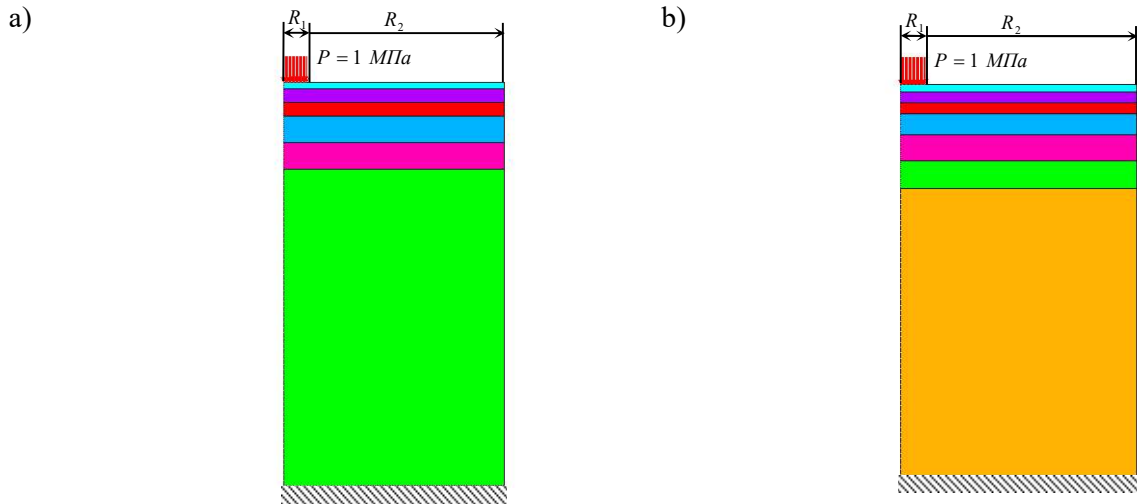 a)
R₁ R₂
P = 1 МПа
b)
R₁ R₂
P = 1 МПа